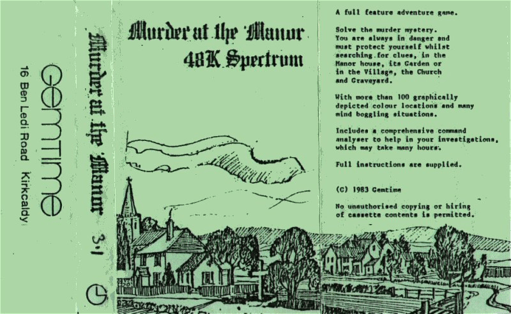 GEMTIME
16 Ben Ledi Road Kirkcaldy
Murder at the Manor
3.1
Murder at the Manor
48K Spectrum
A full feature adventure game.
Solve the murder mystery.
You are always in danger and
must protect yourself whilst
searching for clues, in the
Manor house, its Garden or
in the Village, the Church
and Graveyard.
With more than 100 graphically
depicted colour locations and many
mind boggling situations.
Includes a comprehensive command
analyser to help in your investigations,
which may take many hours.
Full instructions are supplied.
(C) 1983 Gemtime
No unauthorised copying or hiring
of cassette contents is permitted.